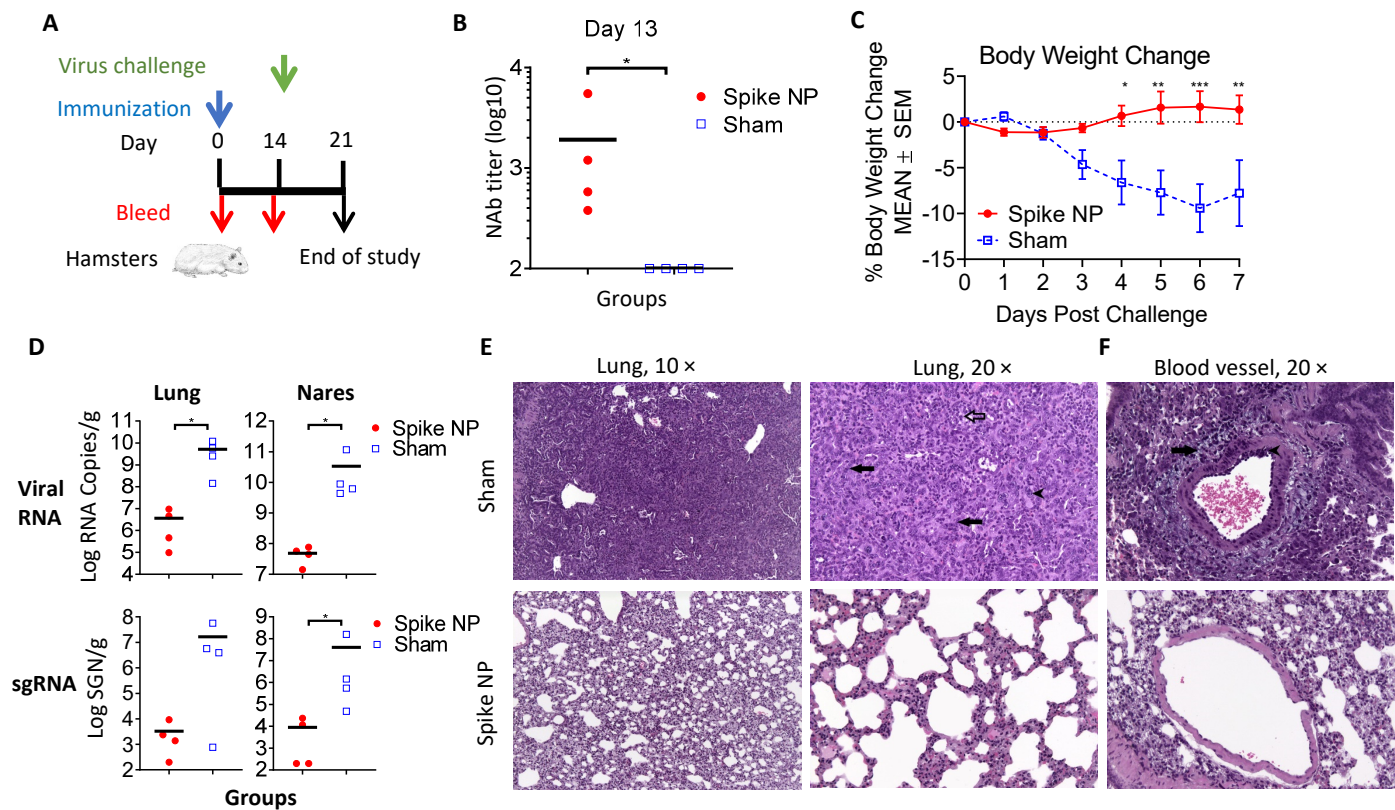 A
Virus challenge
Immunization
Day
0
14
21
Bleed
Hamsters
End of study
B
Day 13
NAb titer (log10)
4
3
2
*
Spike NP
Sham
Groups
C
Body Weight Change
% Body Weight Change
MEAN ± SEM
5
0
-5
-10
-15
* ** *** **
Spike NP
Sham
0 1 2 3 4 5 6 7
Days Post Challenge
D
Lung
Nares
Viral
RNA
Log RNA Copies/g
11
10
9
8
7
6
5
4
*
12
11
10
9
8
7
*
Spike NP
Sham
sgRNA
Log SGN/g
8
7
6
5
4
3
2
9
8
7
6
5
4
3
2
*
Spike NP
Sham
Groups
E
Lung, 10 ×
Lung, 20 ×
Sham
Spike NP
F
Blood vessel, 20 ×